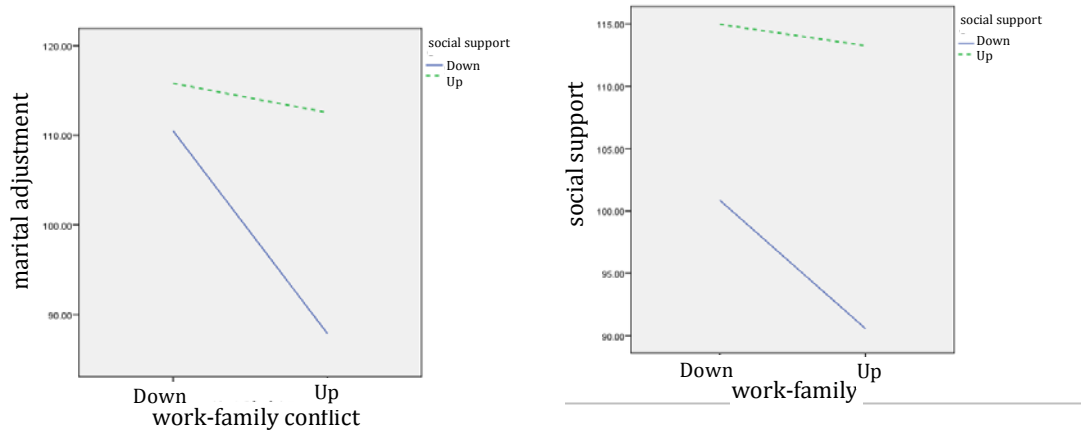 120.00
110.00
100.00
90.00
marital adjustment
social support
Down
Up
Down
Up
work-family conflict
115.00
110.00
105.00
100.00
95.00
90.00
social support
social support
Down
Up
Down
Up
work-family